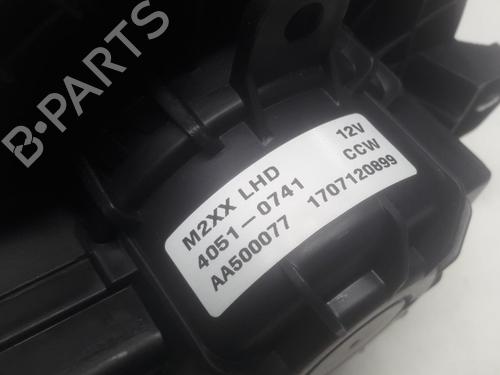 M2XX LHD 12V
4051-0741 CCW
AA500077 1707120899
B-PARTS